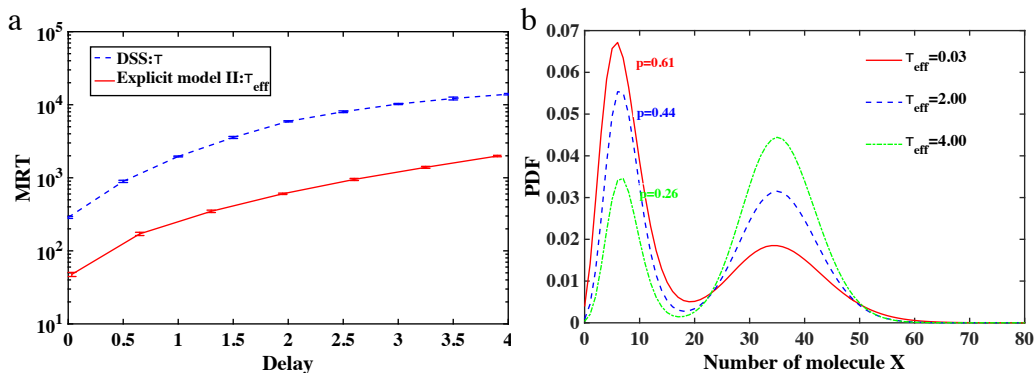 a
MRT
10^5
10^4
10^3
10^2
10^1
DSS:τ
Explicit model II:τ_eff
0 0.5 1 1.5 2 2.5 3 3.5 4
Delay
b
PDF
0.07
0.06
0.05
0.04
0.03
0.02
0.01
0
p=0.61
p=0.44
p=0.26
τ_eff=0.03
τ_eff=2.00
τ_eff=4.00
0 10 20 30 40 50 60 70 80
Number of molecule X